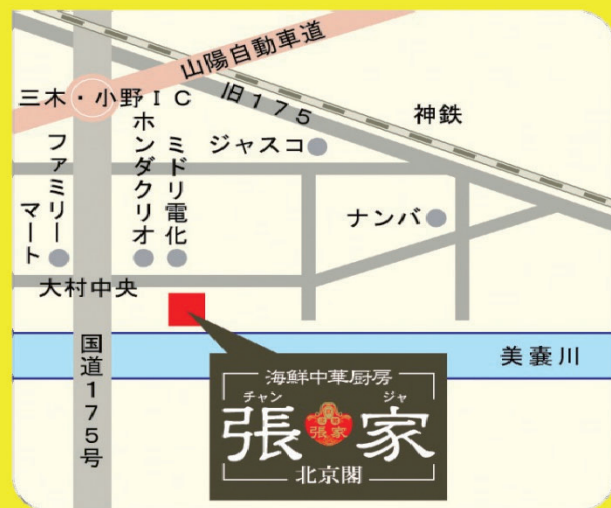 山陽自動車道
三木・小野IC
旧175
神鉄
ファミリー
マート
ホンダクリオ
ミドリ電化
ジャスコ
ナンバ
大村中央
国道175号
美嚢川
海鮮中華厨房
チャン ジャ
張 張家 家
北京閣